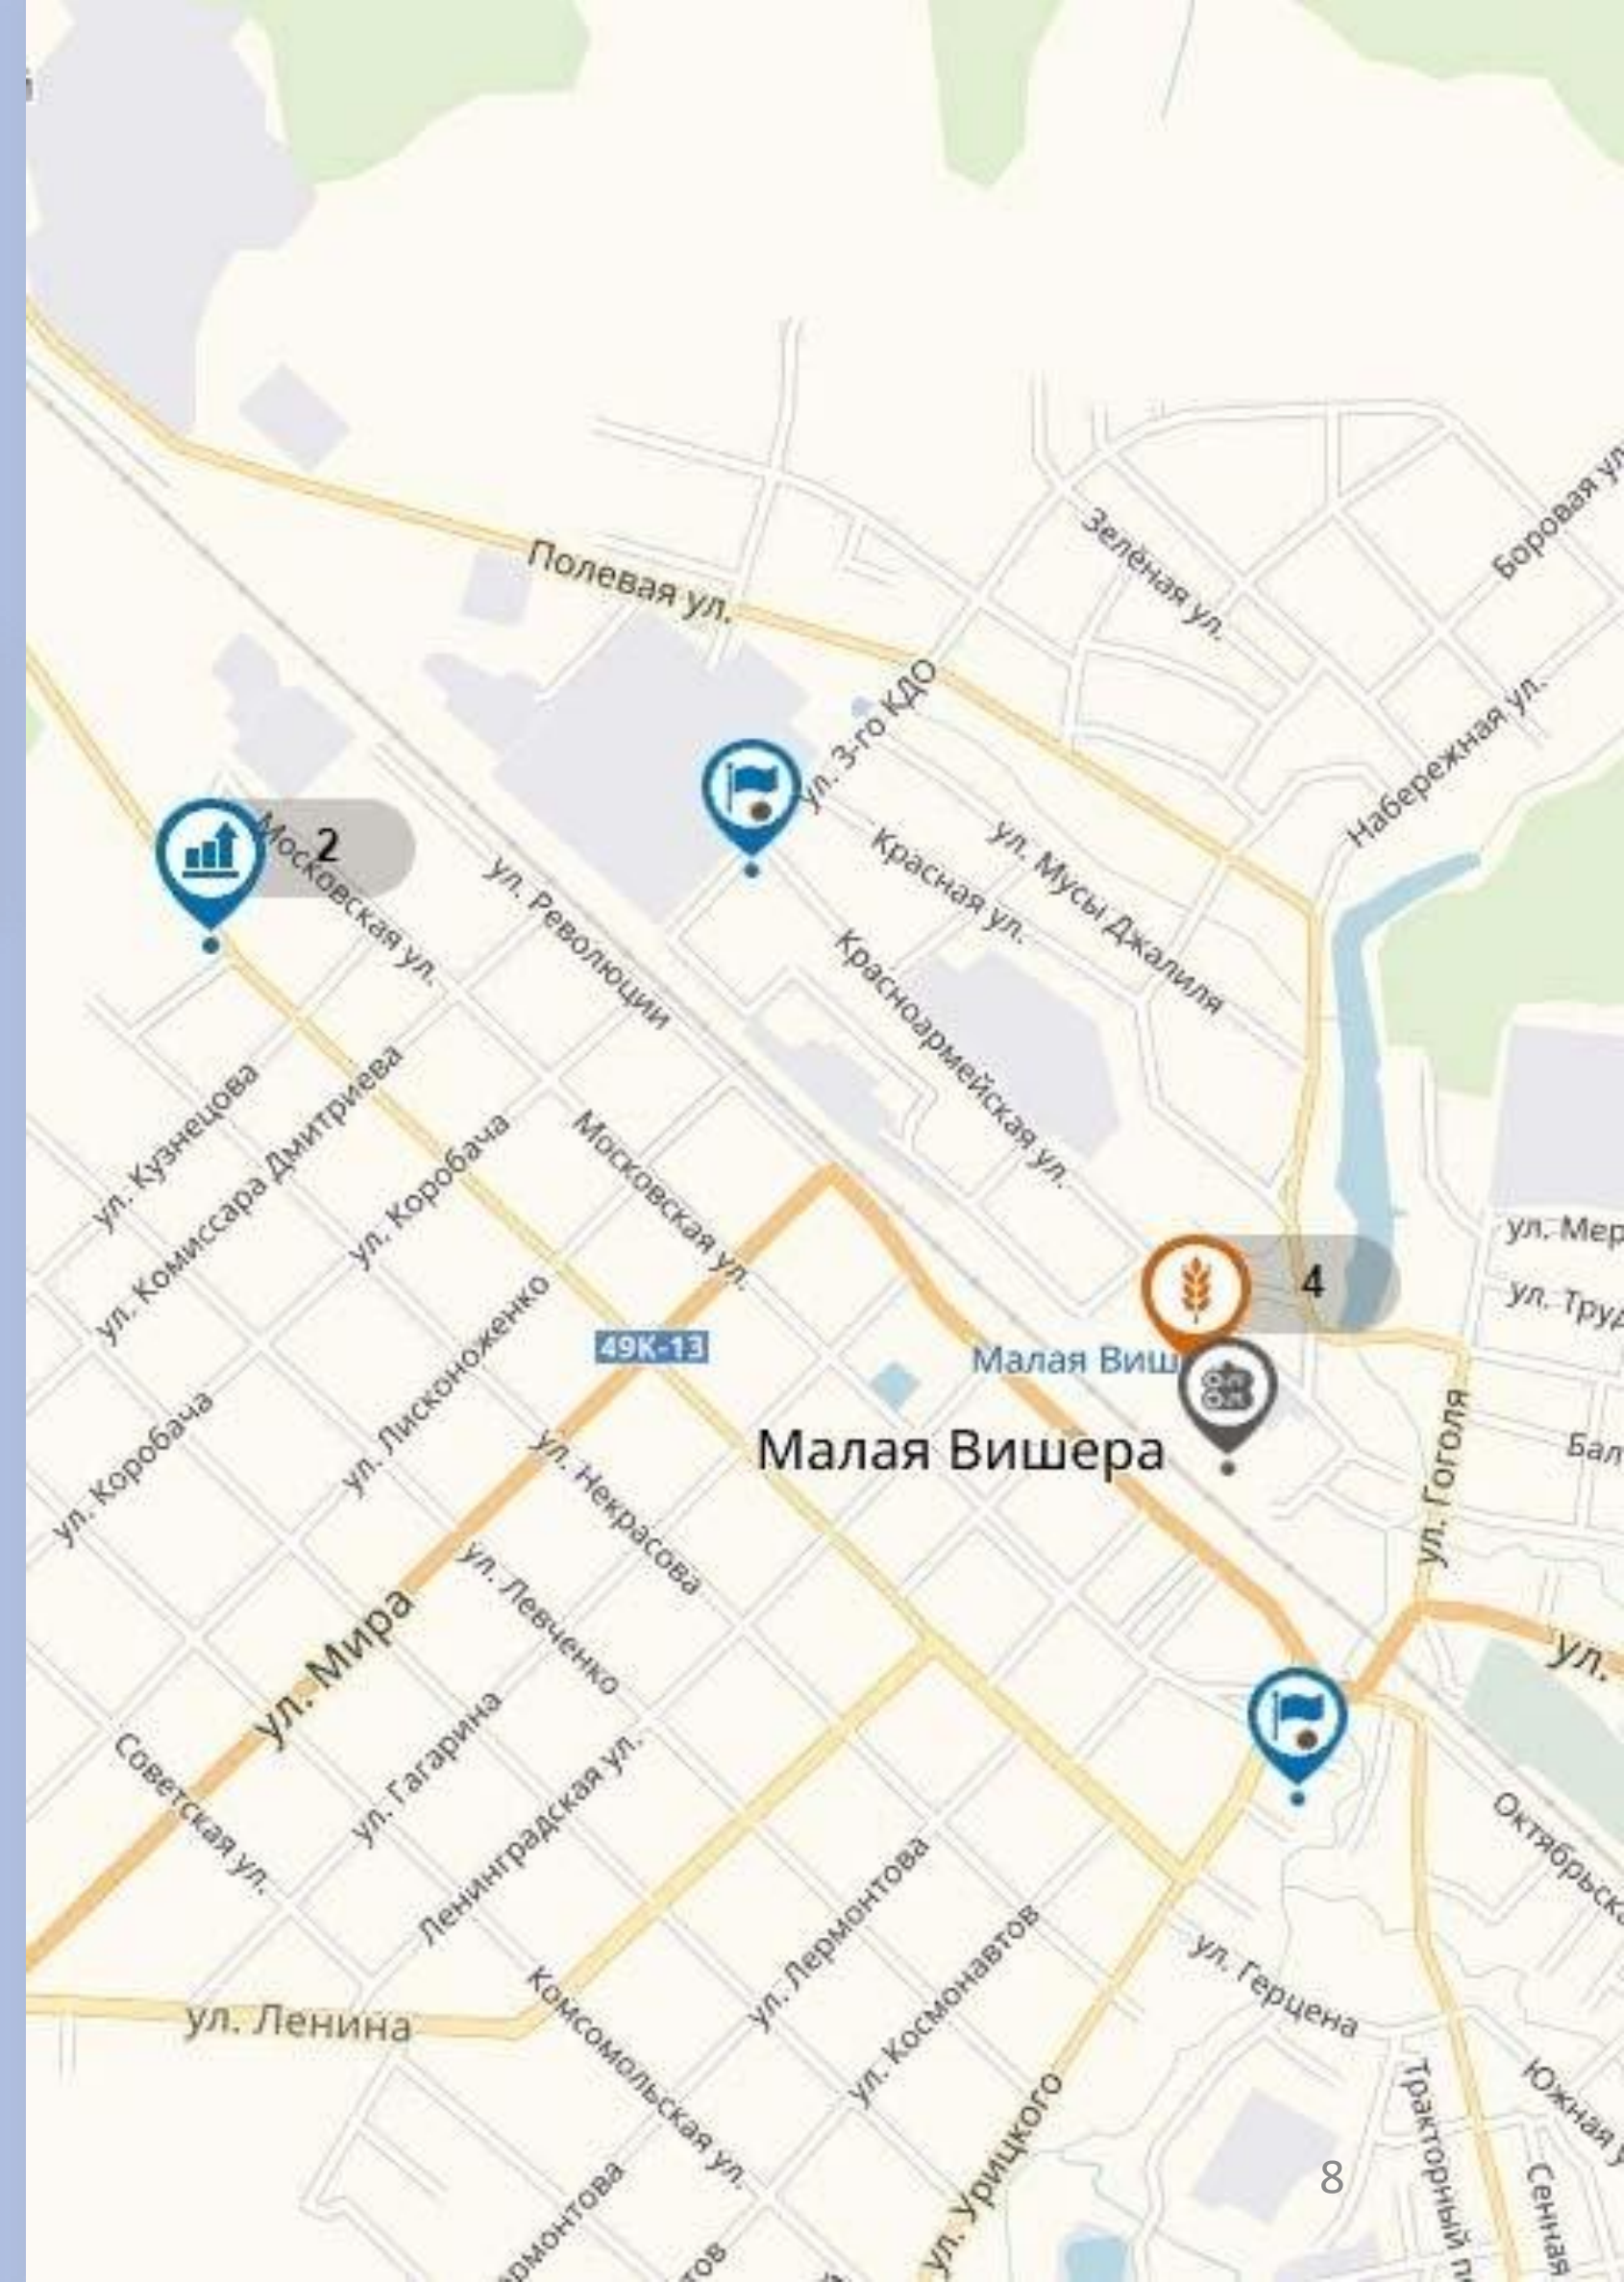 Боровая ул.
Зелёная ул.
Полевая ул.
ул. 3-го КДО
Набережная ул.
Московская ул.
2
ул. Революции
Красная ул.
ул. Мусы Джалиля
Красноармейская ул.
ул. Кузнецова
ул. Комиссара Дмитриева
ул. Коробача
Московская ул.
ул. Мер
4
ул. Труд
49К-13
Малая Виш
ул. Лисконоженко
ул. Коробача
Малая Вишера
Бал
ул. Гоголя
ул. Некрасова
ул. Левченко
ул. Мира
ул.
Советская ул.
ул. Гагарина
Ленинградская ул.
Октябрьска
ул. Лермонтова
ул. Космонавтов
ул. Герцена
ул. Ленина
Комсомольская ул.
ул. Урицкого
Тракторный п
Южная у
Сенная
8
рмонтова
тов